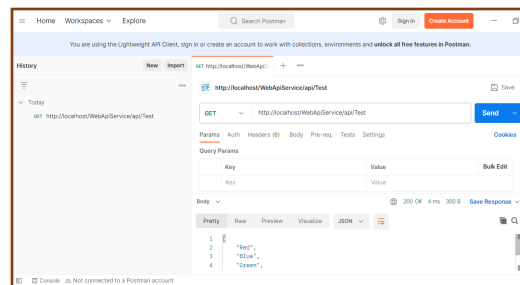 Home Workspaces Explore Search Postman Sign In Create Account
You are using the Lightweight API Client, sign in or create an account to work with collections, environments and unlock all free features in Postman.
History New Import GET http://localhost/WebApiS
http://localhost/WebApiService/api/Test Save
Today
GET http://localhost/WebApiService/api/Test
GET http://localhost/WebApiService/api/Test Send
Params Auth Headers (6) Body Pre-req. Tests Settings Cookies
Query Params
Key Value Bulk Edit
Key Value
Body 200 OK 4 ms 300 B Save Response
Pretty Raw Preview Visualize JSON
1 [
2 "Red",
3 "Blue",
4 "Green",
Console Not connected to a Postman account